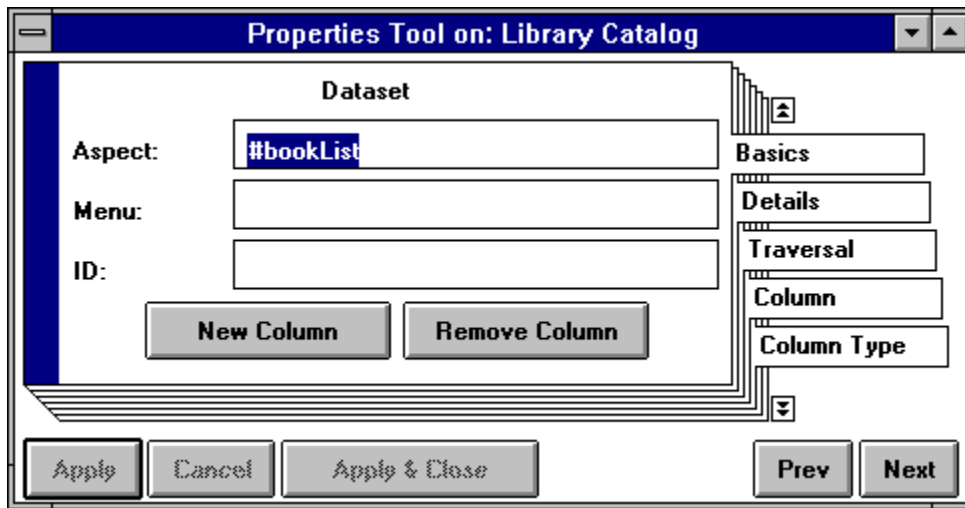 Properties Tool on: Library Catalog
Dataset
Aspect: #bookList
Menu:
ID:
New Column Remove Column
Basics
Details
Traversal
Column
Column Type
Apply Cancel Apply & Close Prev Next